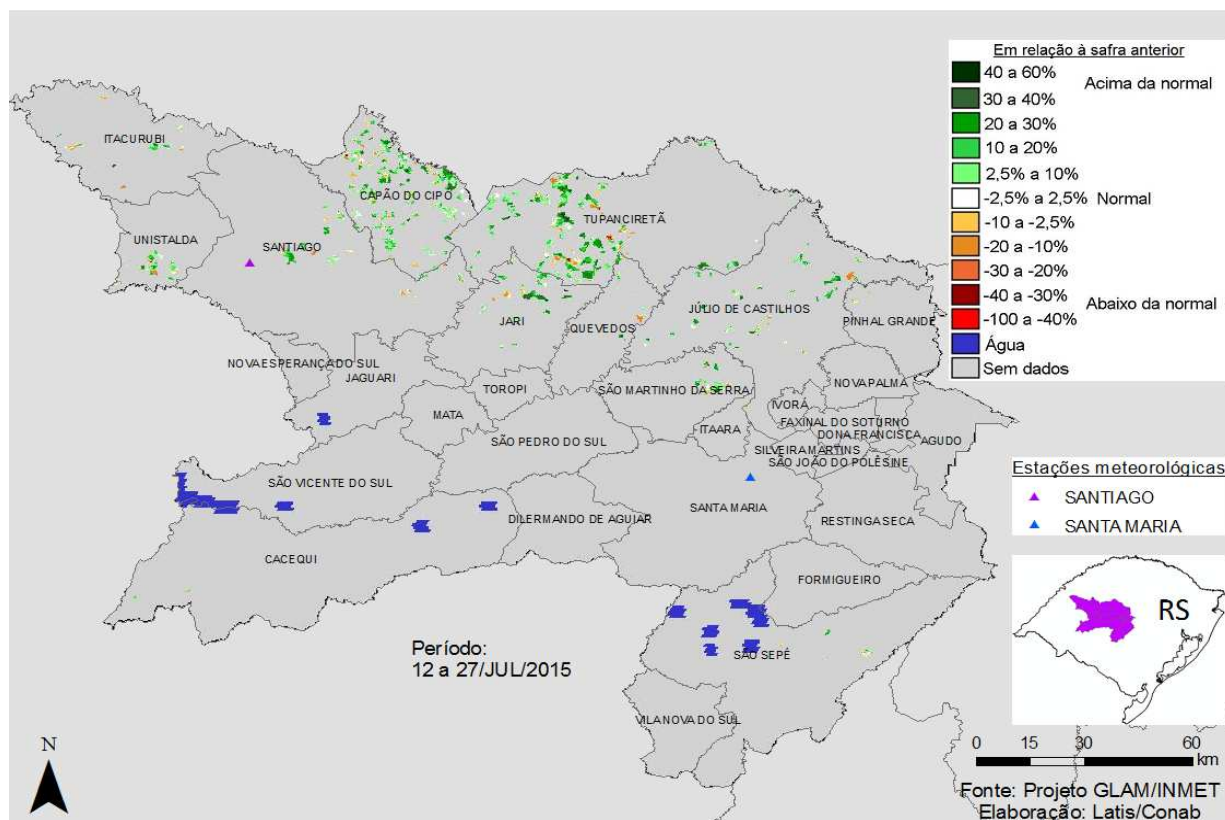 Em relação à safra anterior
40 a 60%
Acima da normal
30 a 40%
20 a 30%
10 a 20%
2,5% a 10%
-2,5% a 2,5%
Normal
-10 a -2,5%
-20 a -10%
-30 a -20%
-40 a -30%
Abaixo da normal
-100 a -40%
Água
Sem dados
ITACURUBI
CAPÃO DO CIPÓ
TUPANCIRETÃ
UNISTALDA
SANTIAGO
JÚLIO DE CASTILHOS
JARI
QUEVEDOS
PINHAL GRANDE
NOVA ESPERANÇA DO SUL
JAGUARI
TOROPI
SÃO MARTINHO DA SERRA
NOVA PALMA
MATA
IVORÁ
ITAARA
FAXINAL DO SOTURNO
DONA FRANCISCA
AGUDO
SÃO PEDRO DO SUL
SILVEIRA MARTINS
SÃO JOÃO DO POLÊSINE
SÃO VICENTE DO SUL
DILERMANDO DE AGUIAR
SANTA MARIA
RESTINGA SECA
CACEQUI
FORMIGUEIRO
SÃO SEPÉ
VILA NOVA DO SUL
Estações meteorológicas
SANTIAGO
SANTA MARIA
RS
Período:
12 a 27/JUL/2015
N
0 15 30 60
km
Fonte: Projeto GLAM/INMET
Elaboração: Latis/Conab